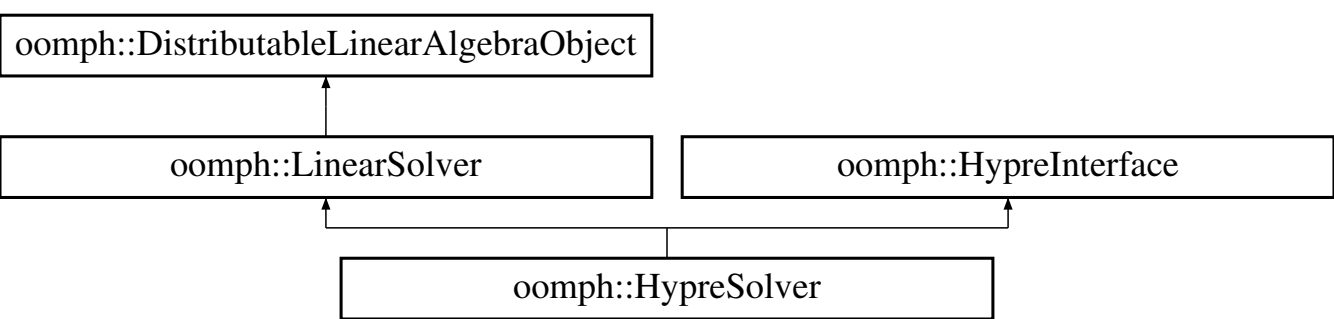 oomph::DistributableLinearAlgebraObject
oomph::LinearSolver
oomph::HypreInterface
oomph::HypreSolver